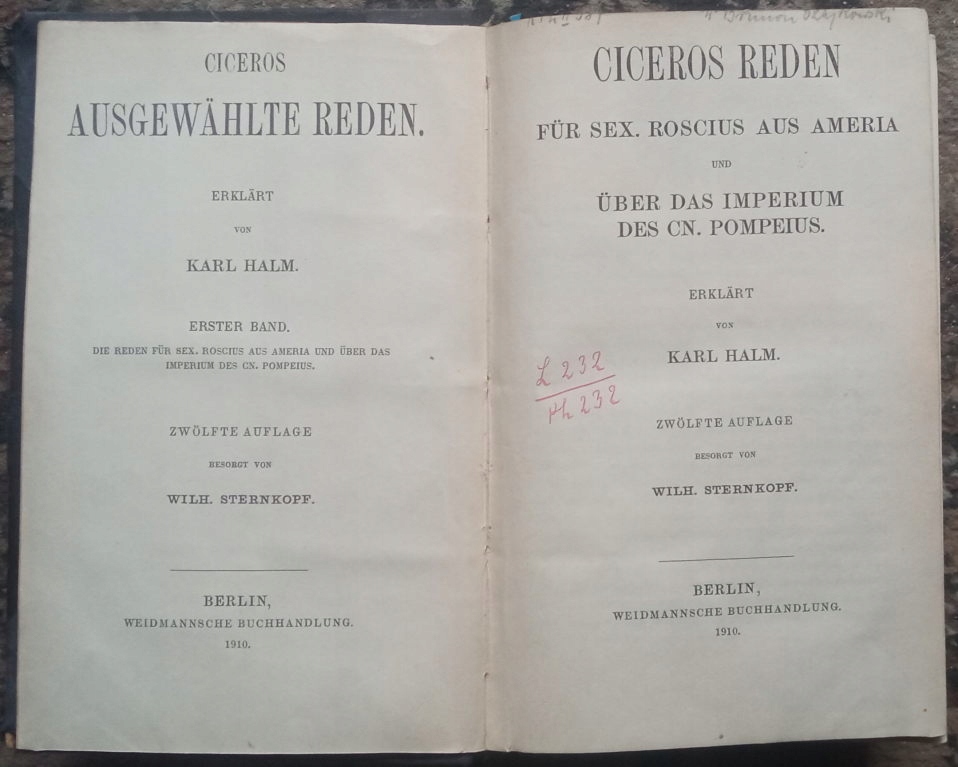 CICEROS
AUSGEWÄHLTE REDEN.
ERKLÄRT
VON
KARL HALM.
ERSTER BAND.
DIE REDEN FÜR SEX. ROSCIUS AUS AMERIA UND ÜBER DAS
IMPERIUM DES CN. POMPEIUS.
ZWÖLFTE AUFLAGE
BESORGT VON
WILH. STERNKOPF.
BERLIN,
WEIDMANNSCHE BUCHHANDLUNG.
1910.
CICEROS REDEN
FÜR SEX. ROSCIUS AUS AMERIA
UND
ÜBER DAS IMPERIUM
DES CN. POMPEIUS.
ERKLÄRT
VON
KARL HALM.
L 232
Ph 232
ZWÖLFTE AUFLAGE
BESORGT VON
WILH. STERNKOPF.
BERLIN,
WEIDMANNSCHE BUCHHANDLUNG.
1910.